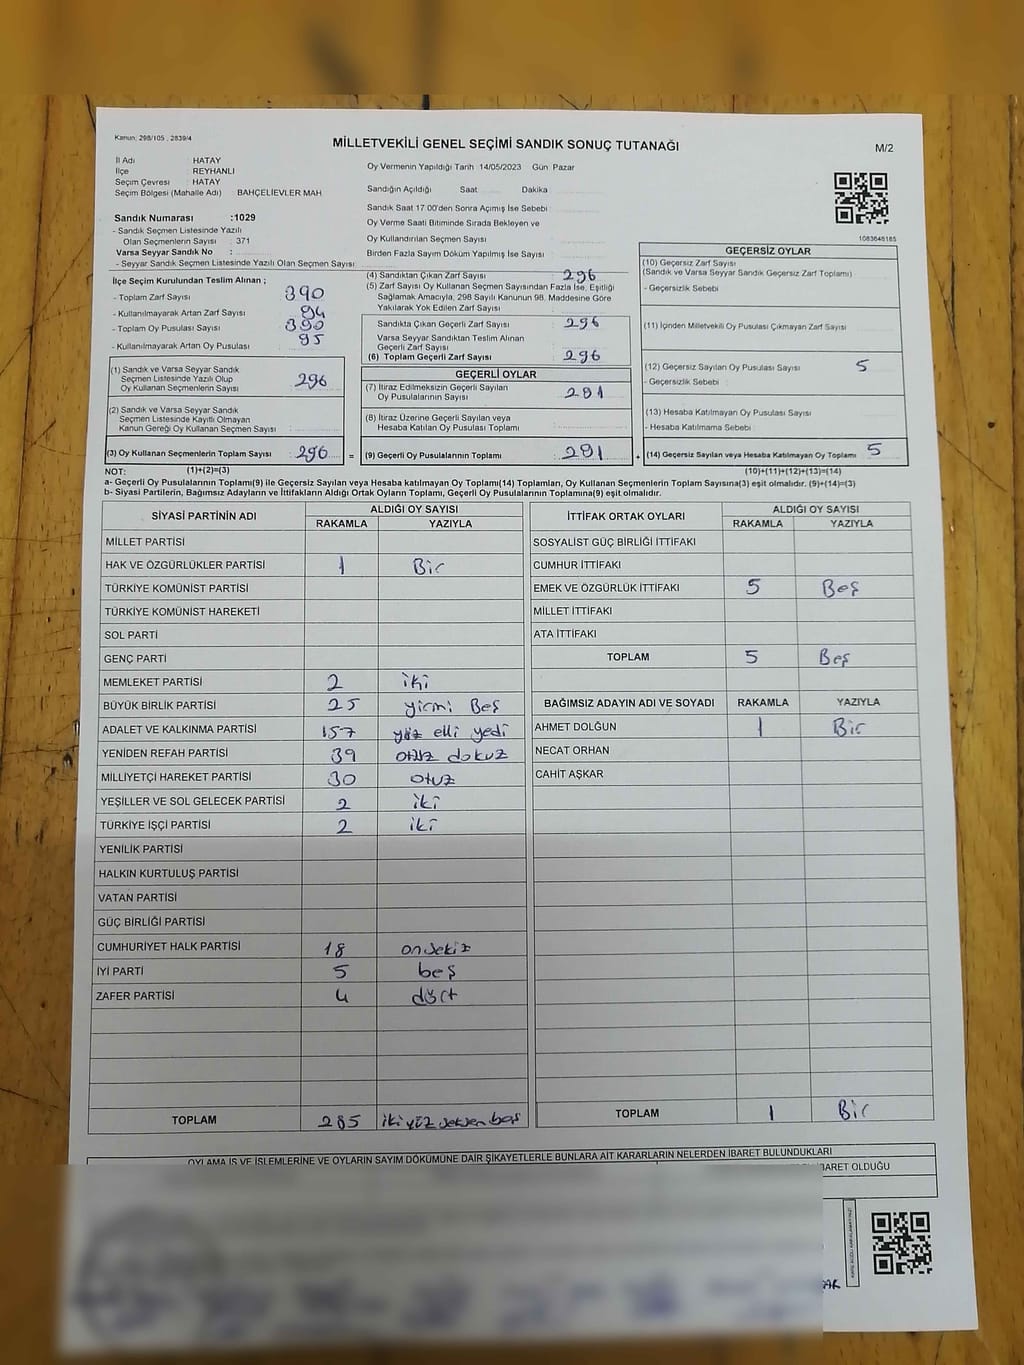 Kanun, 298/105 , 2839/4
MİLLETVEKİLİ GENEL SEÇİMİ SANDIK SONUÇ TUTANAĞI
M/2
İl Adı : HATAY
İlçe : REYHANLI
Seçim Çevresi : HATAY
Seçim Bölgesi (Mahalle Adı) : BAHÇELİEVLER MAH
Oy Vermenin Yapıldığı Tarih 14/05/2023 Gün Pazar
Sandığın Açıldığı Saat Dakika
Sandık Saat 17.00'den Sonra Açılmış İse Sebebi :
Oy Verme Saati Bitiminde Sırada Bekleyen ve
Oy Kullandırılan Seçmen Sayısı
Birden Fazla Sayım Döküm Yapılmış İse Sayısı :
Sandık Numarası :1029
- Sandık Seçmen Listesinde Yazılı
Olan Seçmenlerin Sayısı : 371
Varsa Seyyar Sandık No :
- Seyyar Sandık Seçmen Listesinde Yazılı Olan Seçmen Sayısı:
1083648185
İlçe Seçim Kurulundan Teslim Alınan ;
- Toplam Zarf Sayısı 390
- Kullanılmayarak Artan Zarf Sayısı 94
- Toplam Oy Pusulası Sayısı 390
- Kullanılmayarak Artan Oy Pusulası 95
(1) Sandık ve Varsa Seyyar Sandık
Seçmen Listesinde Yazılı Olup
Oy Kullanan Seçmenlerin Sayısı 296
(2) Sandık ve Varsa Seyyar Sandık
Seçmen Listesinde Kayıtlı Olmayan
Kanun Gereği Oy Kullanan Seçmen Sayısı
(3) Oy Kullanan Seçmenlerin Toplam Sayısı 296 =
(4) Sandıktan Çıkan Zarf Sayısı 296
(5) Zarf Sayısı Oy Kullanan Seçmen Sayısından Fazla İse, Eşitliği
Sağlamak Amacıyla, 298 Sayılı Kanunun 98. Maddesine Göre
Yakılarak Yok Edilen Zarf Sayısı :
Sandıkta Çıkan Geçerli Zarf Sayısı 296
Varsa Seyyar Sandıktan Teslim Alınan
Geçerli Zarf Sayısı
(6) Toplam Geçerli Zarf Sayısı 296
GEÇERLİ OYLAR
(7) İtiraz Edilmeksizin Geçerli Sayılan
Oy Pusulalarının Sayısı 291
(8) İtiraz Üzerine Geçerli Sayılan veya
Hesaba Katılan Oy Pusulası Toplamı
(9) Geçerli Oy Pusulalarının Toplamı 291 +
GEÇERSİZ OYLAR
(10) Geçersiz Zarf Sayısı
(Sandık ve Varsa Seyyar Sandık Geçersiz Zarf Toplamı)
- Geçersizlik Sebebi
(11) İçinden Milletvekili Oy Pusulası Çıkmayan Zarf Sayısı
(12) Geçersiz Sayılan Oy Pusulası Sayısı 5
- Geçersizlik Sebebi :
(13) Hesaba Katılmayan Oy Pusulası Sayısı
- Hesaba Katılmama Sebebi :
(14) Geçersiz Sayılan veya Hesaba Katılmayan Oy Toplamı 5
NOT: (1)+(2)=(3) (10)+(11)+(12)+(13)=(14)
a- Geçerli Oy Pusulalarının Toplamı(9) ile Geçersiz Sayılan veya Hesaba Katılmayan Oy Toplamı(14) Toplamları, Oy Kullanan Seçmenlerin Toplam Sayısına(3) eşit olmalıdır. (9)+(14)=(3)
b- Siyasi Partilerin, Bağımsız Adayların ve İttifakların Aldığı Ortak Oyların Toplamı, Geçerli Oy Pusulalarının Toplamına(9) eşit olmalıdır.
SİYASİ PARTİNİN ADI ALDIĞI OY SAYISI
RAKAMLA YAZIYLA
MİLLET PARTİSİ
HAK VE ÖZGÜRLÜKLER PARTİSİ 1 Bir
TÜRKİYE KOMÜNİST PARTİSİ
TÜRKİYE KOMÜNİST HAREKETİ
SOL PARTİ
GENÇ PARTİ
MEMLEKET PARTİSİ 2 iki
BÜYÜK BİRLİK PARTİSİ 25 yirmi Beş
ADALET VE KALKINMA PARTİSİ 157 yüz elli yedi
YENİDEN REFAH PARTİSİ 39 otuz dokuz
MİLLİYETÇİ HAREKET PARTİSİ 30 otuz
YEŞİLLER VE SOL GELECEK PARTİSİ 2 iki
TÜRKİYE İŞÇİ PARTİSİ 2 iki
YENİLİK PARTİSİ
HALKIN KURTULUŞ PARTİSİ
VATAN PARTİSİ
GÜÇ BİRLİĞİ PARTİSİ
CUMHURİYET HALK PARTİSİ 18 onsekiz
İYİ PARTİ 5 beş
ZAFER PARTİSİ 4 dört
TOPLAM 285 ikiyüz seksen beş
İTTİFAK ORTAK OYLARI ALDIĞI OY SAYISI
RAKAMLA YAZIYLA
SOSYALİST GÜÇ BİRLİĞİ İTTİFAKI
CUMHUR İTTİFAKI
EMEK VE ÖZGÜRLÜK İTTİFAKI 5 Beş
MİLLET İTTİFAKI
ATA İTTİFAKI
TOPLAM 5 Beş
BAĞIMSIZ ADAYIN ADI VE SOYADI RAKAMLA YAZIYLA
AHMET DOLĞUN 1 Bir
NECAT ORHAN
CAHİT AŞKAR
TOPLAM 1 Bir
OYLAMA İŞ VE İŞLEMLERİNE VE OYLARIN SAYIM DÖKÜMÜNE DAİR ŞİKAYETLERLE BUNLARA AİT KARARLARIN NELERDEN İBARET BULUNDUKLARI
İBARET OLDUĞU